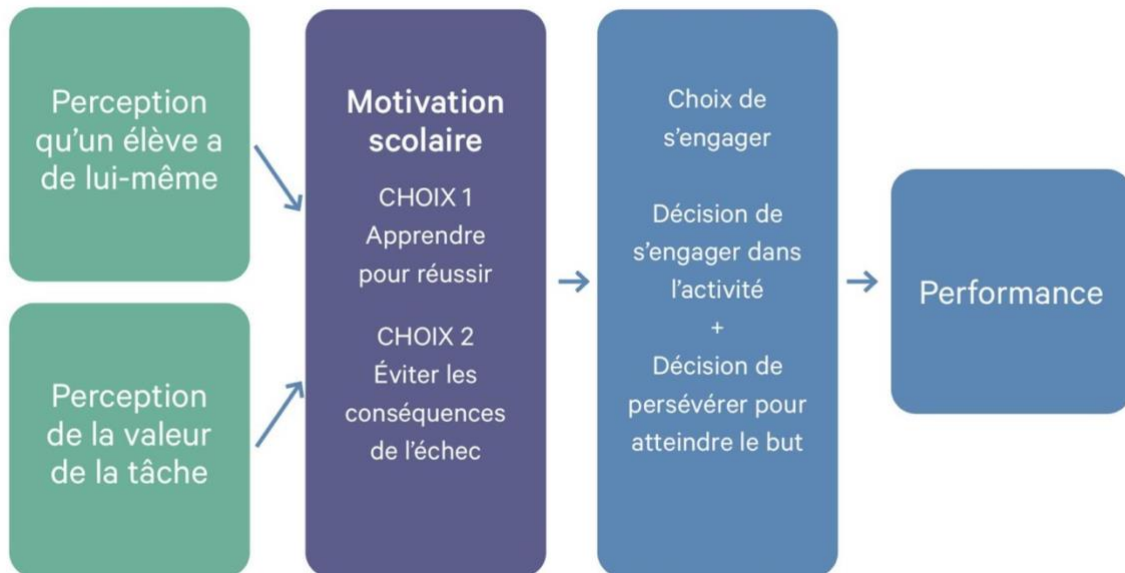 Perception
qu'un élève a
de lui-même
Perception
de la valeur
de la tâche
Motivation
scolaire
CHOIX 1
Apprendre
pour réussir
CHOIX 2
Éviter les
conséquences
de l'échec
Choix de
s'engager
Décision de
s'engager dans
l'activité
+
Décision de
persévérer pour
atteindre le but
Performance